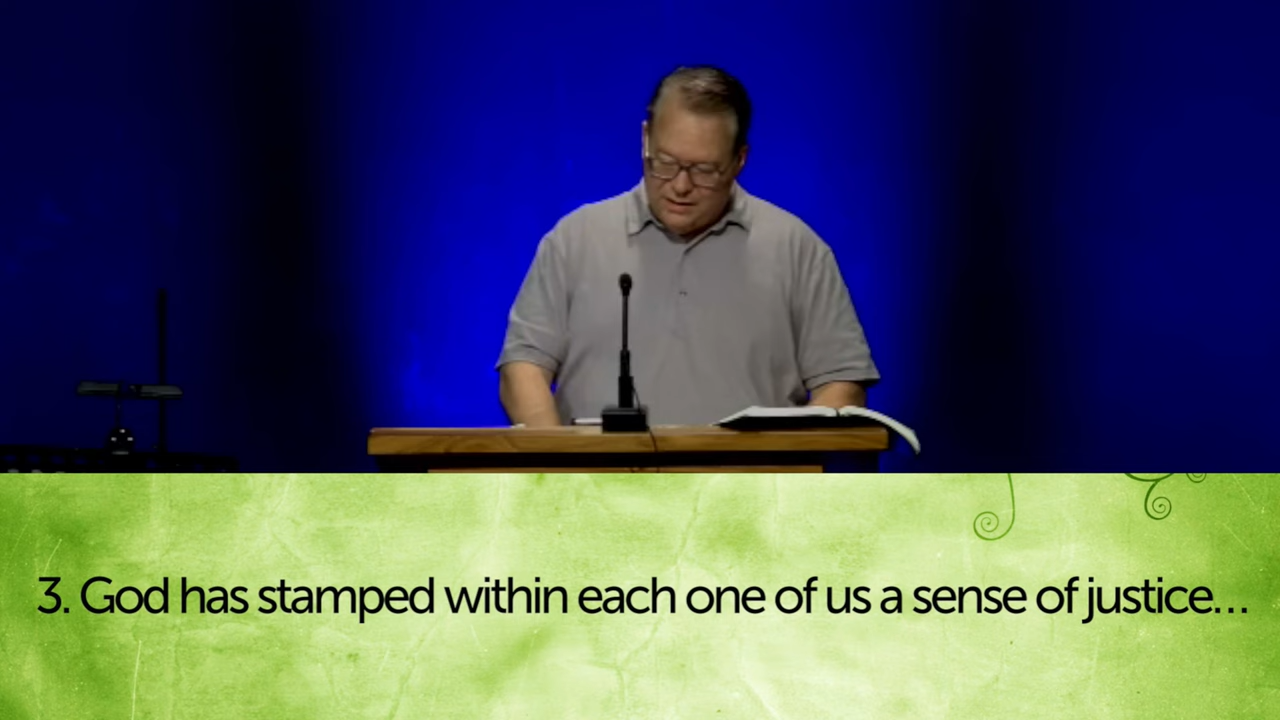 3. God has stamped within each one of us a sense of justice…